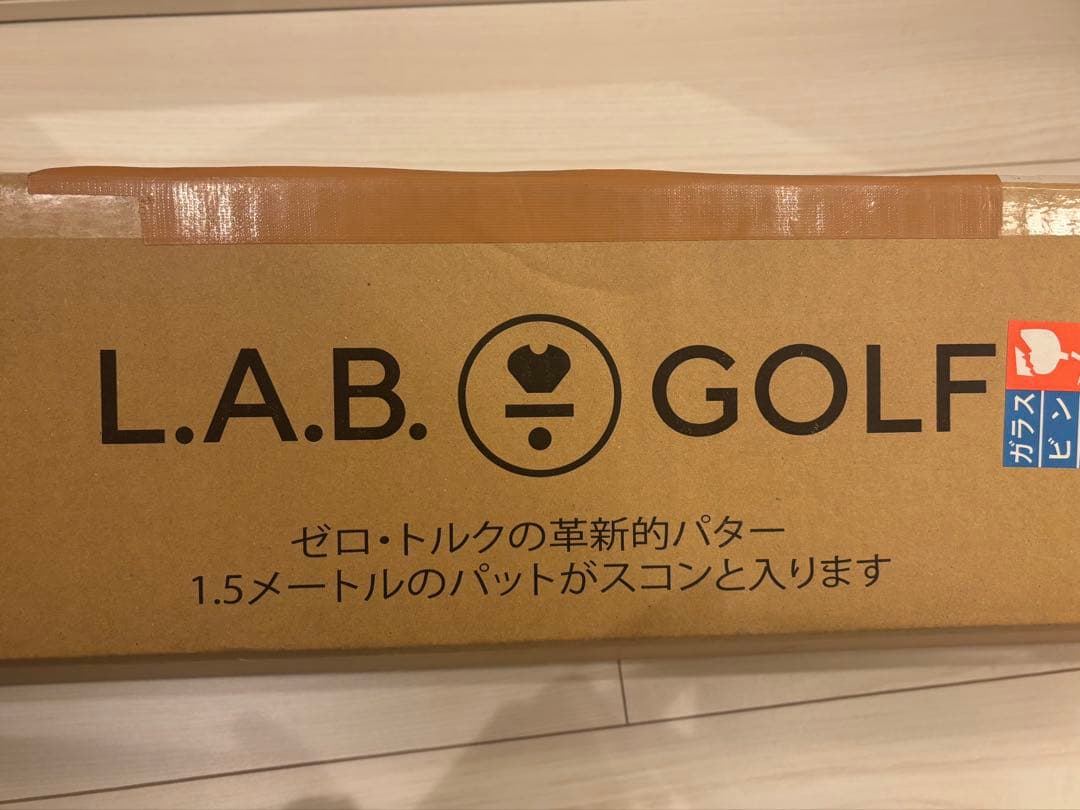 L.A.B. GOLF
ゼロ・トルクの革新的パター
1.5メートルのパットがスコンと入ります
ガラス
ビン